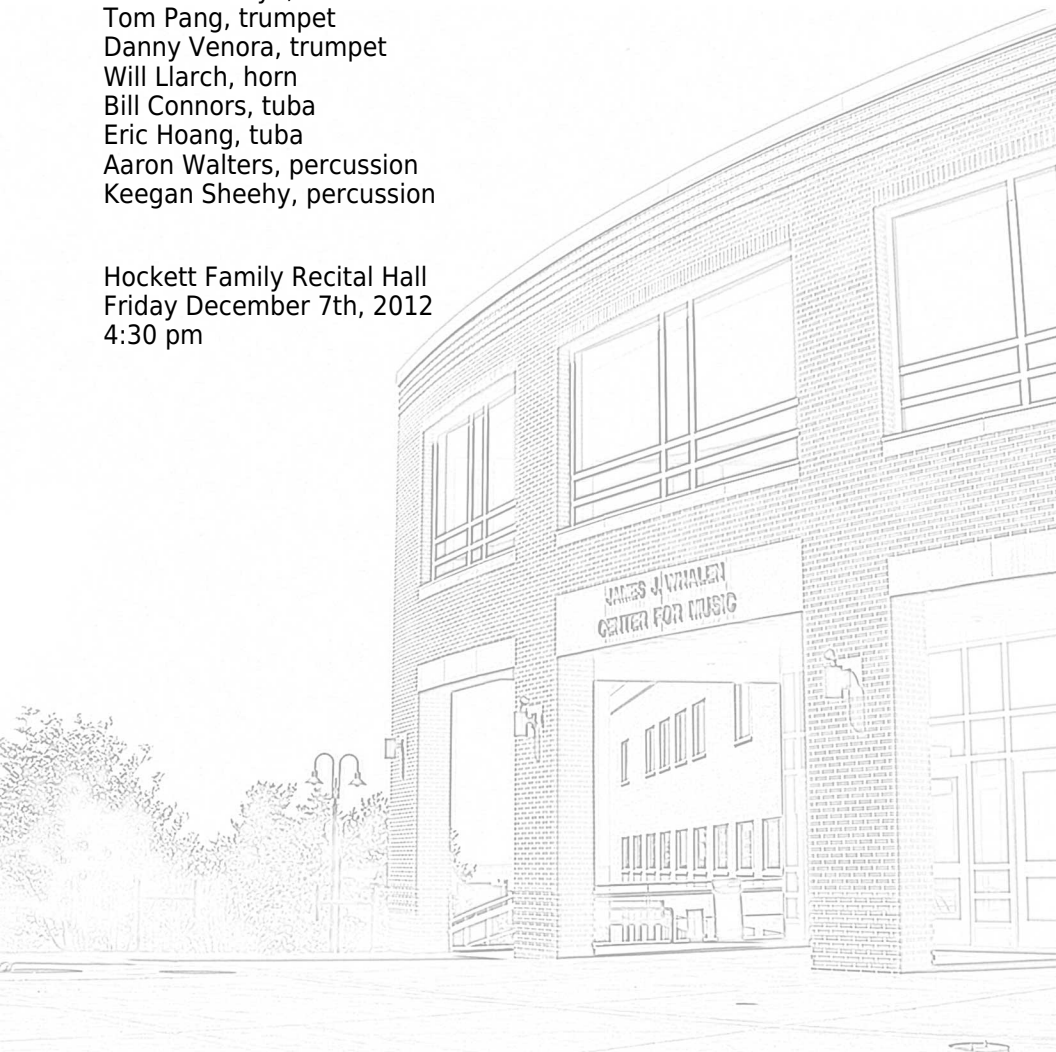 Tom Pang, trumpet
Danny Venora, trumpet
Will Llarch, horn
Bill Connors, tuba
Eric Hoang, tuba
Aaron Walters, percussion
Keegan Sheehy, percussion
Hockett Family Recital Hall
Friday December 7th, 2012
4:30 pm
JAMES J. WHALEN
CENTER FOR MUSIC